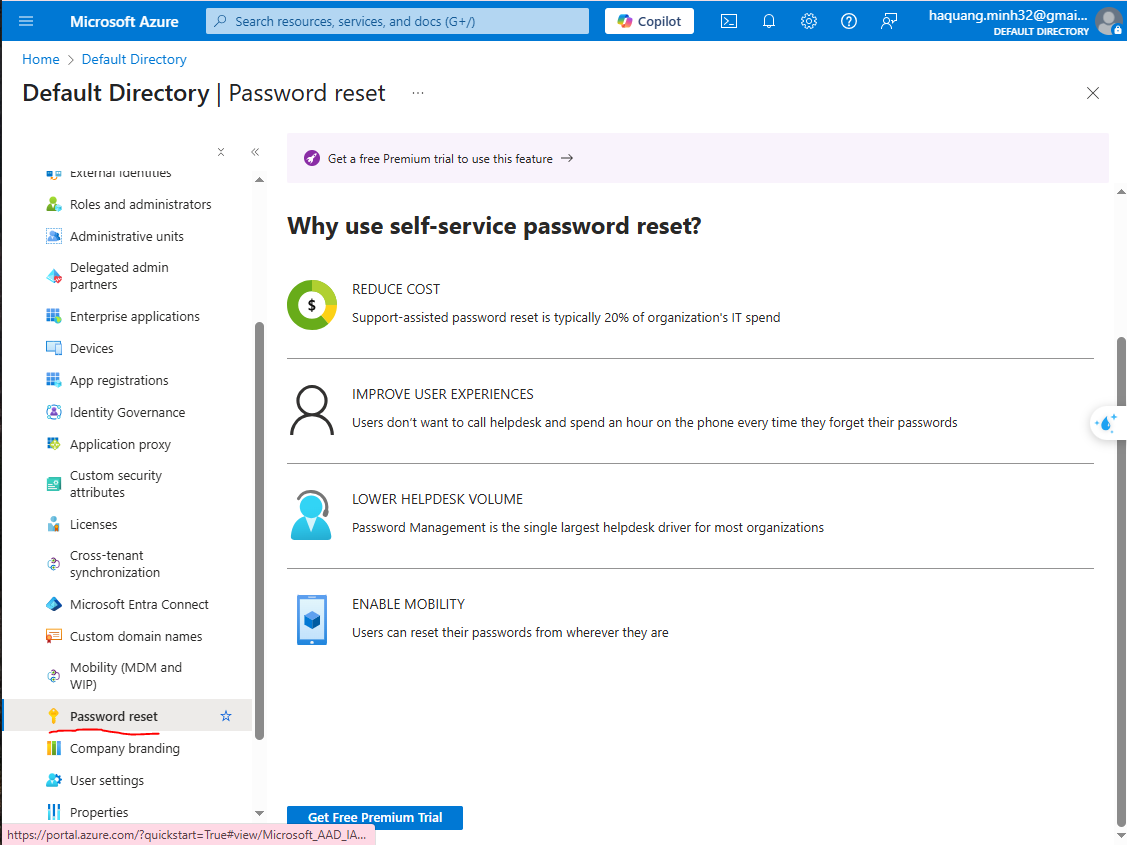 Microsoft Azure
Search resources, services, and docs (G+/)
Copilot
haquang.minh32@gmai...
DEFAULT DIRECTORY
Home > Default Directory
Default Directory | Password reset ...
External Identities
Roles and administrators
Administrative units
Delegated admin
partners
Enterprise applications
Devices
App registrations
Identity Governance
Application proxy
Custom security
attributes
Licenses
Cross-tenant
synchronization
Microsoft Entra Connect
Custom domain names
Mobility (MDM and
WIP)
Password reset
Company branding
User settings
Properties
Get a free Premium trial to use this feature →
Why use self-service password reset?
$
REDUCE COST
Support-assisted password reset is typically 20% of organization's IT spend
IMPROVE USER EXPERIENCES
Users don't want to call helpdesk and spend an hour on the phone every time they forget their passwords
LOWER HELPDESK VOLUME
Password Management is the single largest helpdesk driver for most organizations
ENABLE MOBILITY
Users can reset their passwords from wherever they are
Get Free Premium Trial
https://portal.azure.com/?quickstart=True#view/Microsoft_AAD_IA...